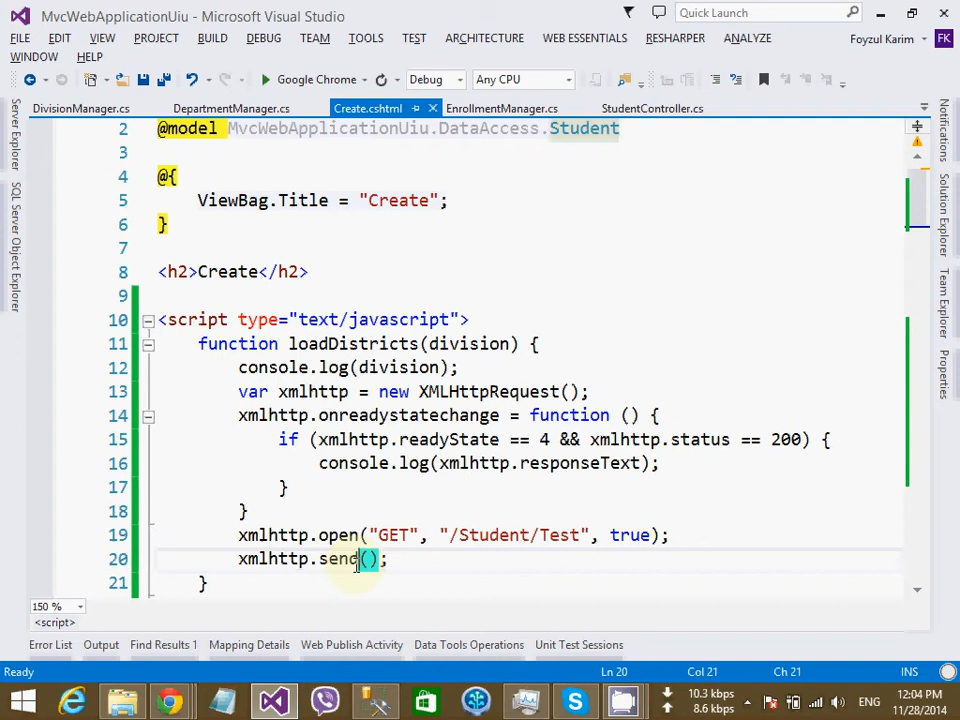 MvcWebApplicationUiu - Microsoft Visual Studio
Quick Launch
FILE EDIT VIEW PROJECT BUILD DEBUG TEAM TOOLS TEST ARCHITECTURE WEB ESSENTIALS RESHARPER ANALYZE
Foyzul Karim FK
WINDOW HELP
Google Chrome Debug Any CPU
DivisionManager.cs DepartmentManager.cs Create.cshtml EnrollmentManager.cs StudentController.cs
Server Explorer
SQL Server Object Explorer
Notifications
Solution Explorer
Team Explorer
Properties
2 @model MvcWebApplicationUiu.DataAccess.Student
3
4 @{
5 ViewBag.Title = "Create";
6 }
7
8 <h2>Create</h2>
9
10 <script type="text/javascript">
11 function loadDistricts(division) {
12 console.log(division);
13 var xmlhttp = new XMLHttpRequest();
14 xmlhttp.onreadystatechange = function () {
15 if (xmlhttp.readyState == 4 && xmlhttp.status == 200) {
16 console.log(xmlhttp.responseText);
17 }
18 }
19 xmlhttp.open("GET", "/Student/Test", true);
20 xmlhttp.send();
21 }
150 %
<script>
Error List Output Find Results 1 Mapping Details Web Publish Activity Data Tools Operations Unit Test Sessions
Ready Ln 20 Col 21 Ch 21 INS
10.3 kbps
8.6 kbps
ENG
12:04 PM
11/28/2014